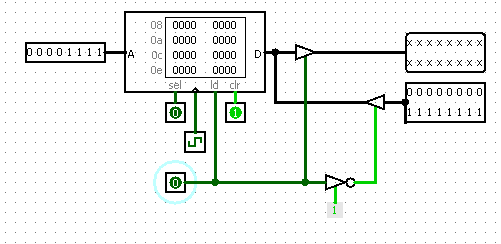 08 0000 0000
0a 0000 0000
0c 0000 0000
0e 0000 0000
0 0 0 0 1 1 1 1
A
D
sel ld clr
0
1
x x x x x x x x
x x x x x x x x
0 0 0 0 0 0 0 0
1 1 1 1 1 1 1 1
0
1